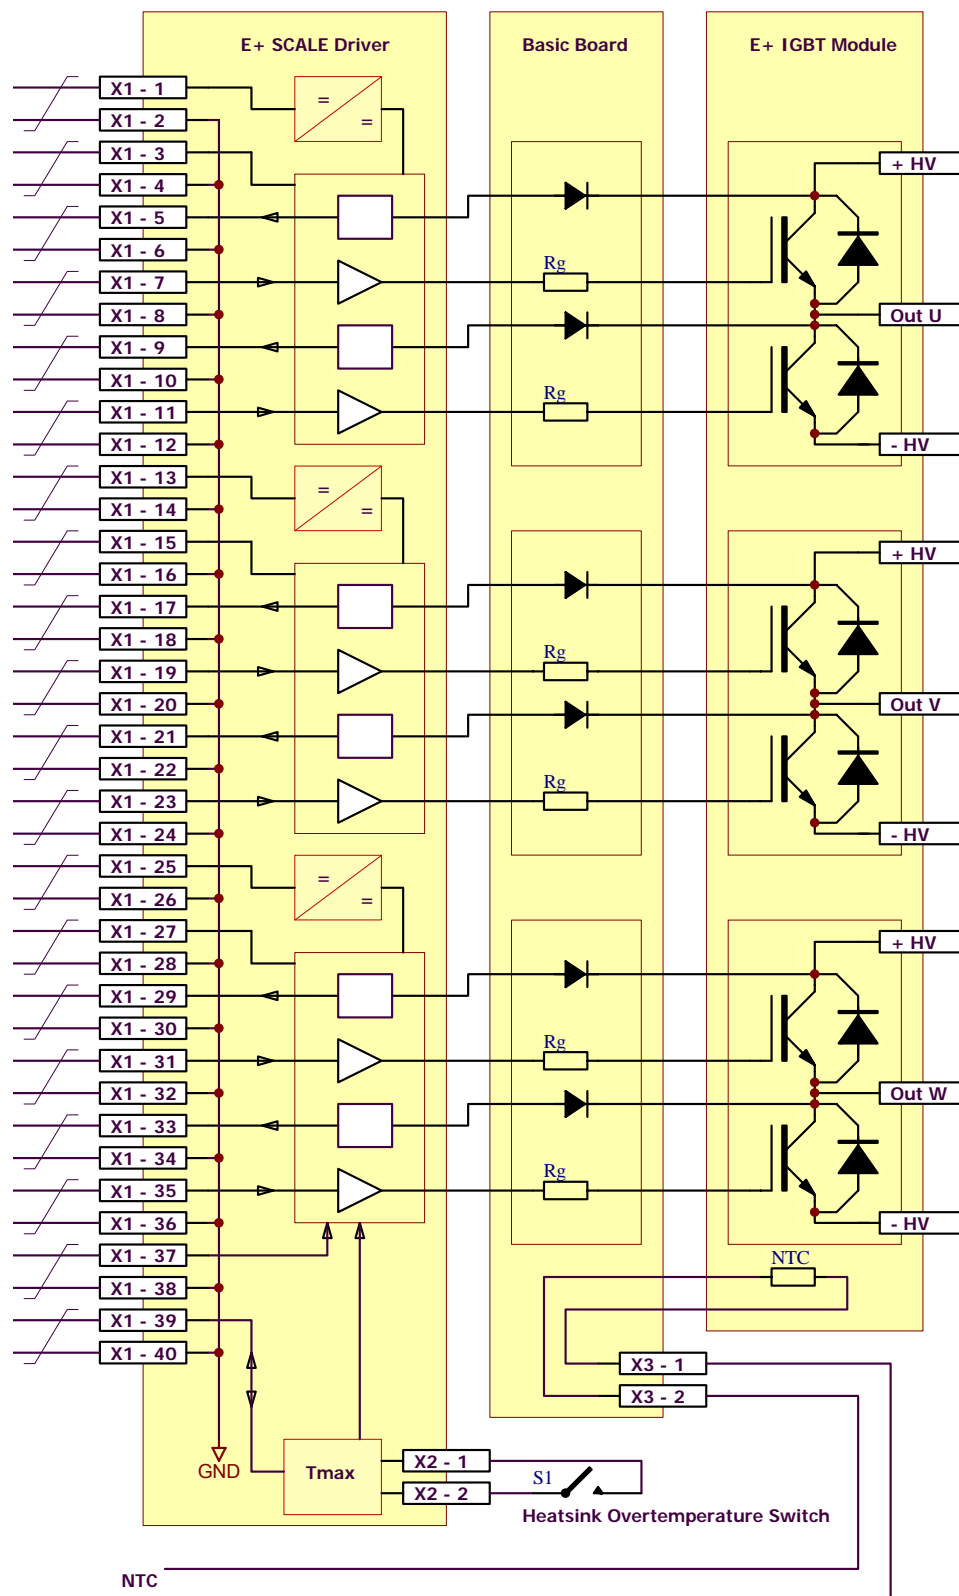 E+ SCALE Driver
Basic Board
E+ IGBT Module
X1 - 1
=
=
X1 - 2
X1 - 3
+ HV
X1 - 4
X1 - 5
X1 - 6
Rg
X1 - 7
X1 - 8
Out U
X1 - 9
X1 - 10
Rg
X1 - 11
X1 - 12
- HV
X1 - 13
=
=
X1 - 14
X1 - 15
+ HV
X1 - 16
X1 - 17
X1 - 18
Rg
X1 - 19
X1 - 20
Out V
X1 - 21
X1 - 22
Rg
X1 - 23
X1 - 24
- HV
X1 - 25
=
=
X1 - 26
X1 - 27
+ HV
X1 - 28
X1 - 29
X1 - 30
Rg
X1 - 31
X1 - 32
Out W
X1 - 33
X1 - 34
Rg
X1 - 35
X1 - 36
- HV
X1 - 37
NTC
X1 - 38
X1 - 39
X1 - 40
X3 - 1
X3 - 2
GND
Tmax
X2 - 1
X2 - 2
S1
Heatsink Overtemperature Switch
NTC